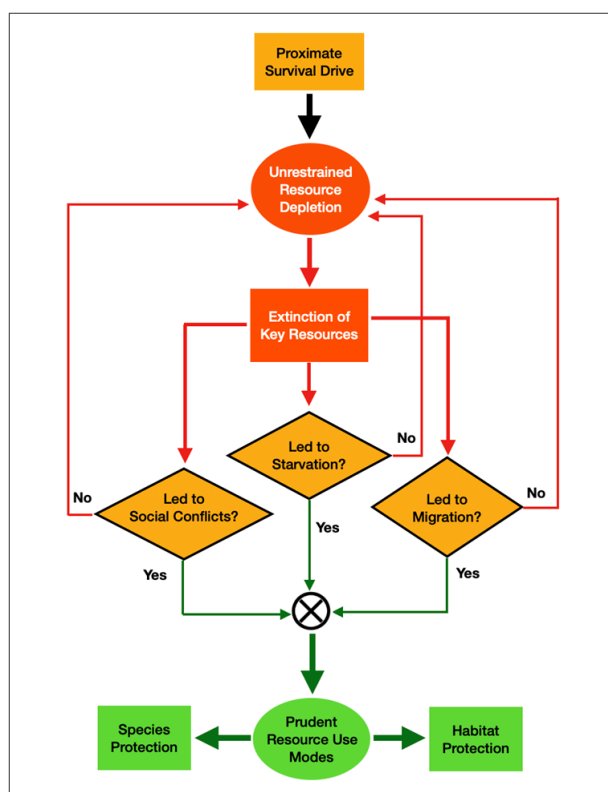 Proximate
Survival Drive
Unrestrained
Resource
Depletion
Extinction of
Key Resources
Led to
Starvation?
No
Led to
Social Conflicts?
No
Led to
Migration?
No
Yes
Yes
Yes
Species
Protection
Prudent
Resource Use
Modes
Habitat
Protection